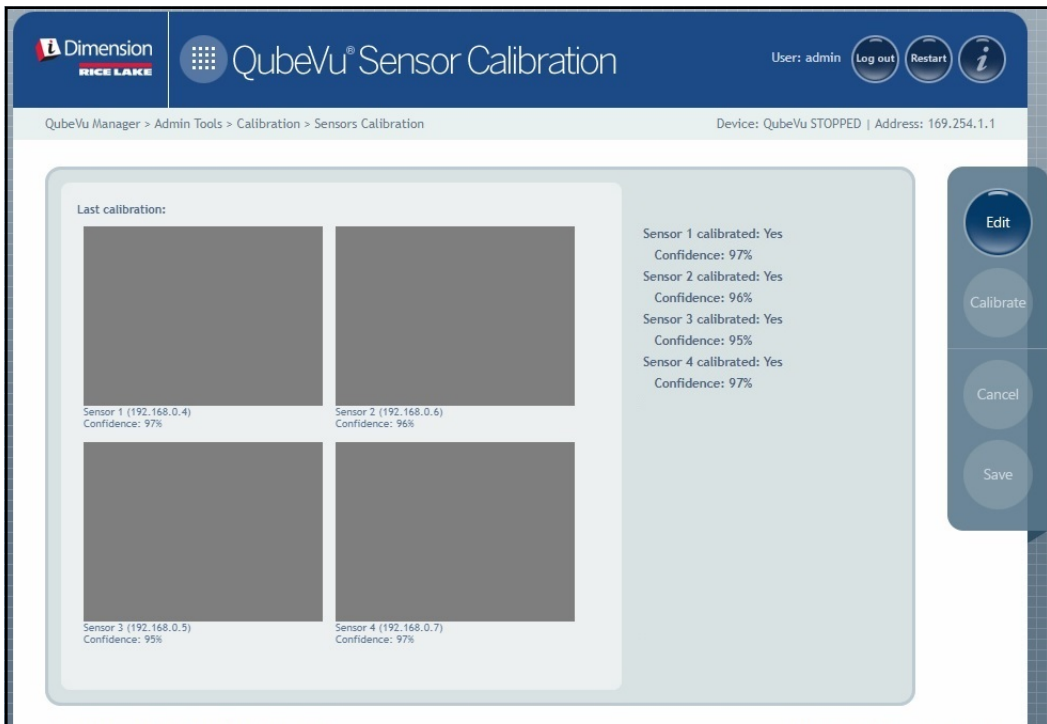 iDimension
RICE LAKE
QubeVu® Sensor Calibration
User: admin
Log out
Restart
i
QubeVu Manager > Admin Tools > Calibration > Sensors Calibration
Device: QubeVu STOPPED | Address: 169.254.1.1
Last calibration:
Sensor 1 (192.168.0.4)
Confidence: 97%
Sensor 2 (192.168.0.6)
Confidence: 96%
Sensor 3 (192.168.0.5)
Confidence: 95%
Sensor 4 (192.168.0.7)
Confidence: 97%
Sensor 1 calibrated: Yes
Confidence: 97%
Sensor 2 calibrated: Yes
Confidence: 96%
Sensor 3 calibrated: Yes
Confidence: 95%
Sensor 4 calibrated: Yes
Confidence: 97%
Edit
Calibrate
Cancel
Save